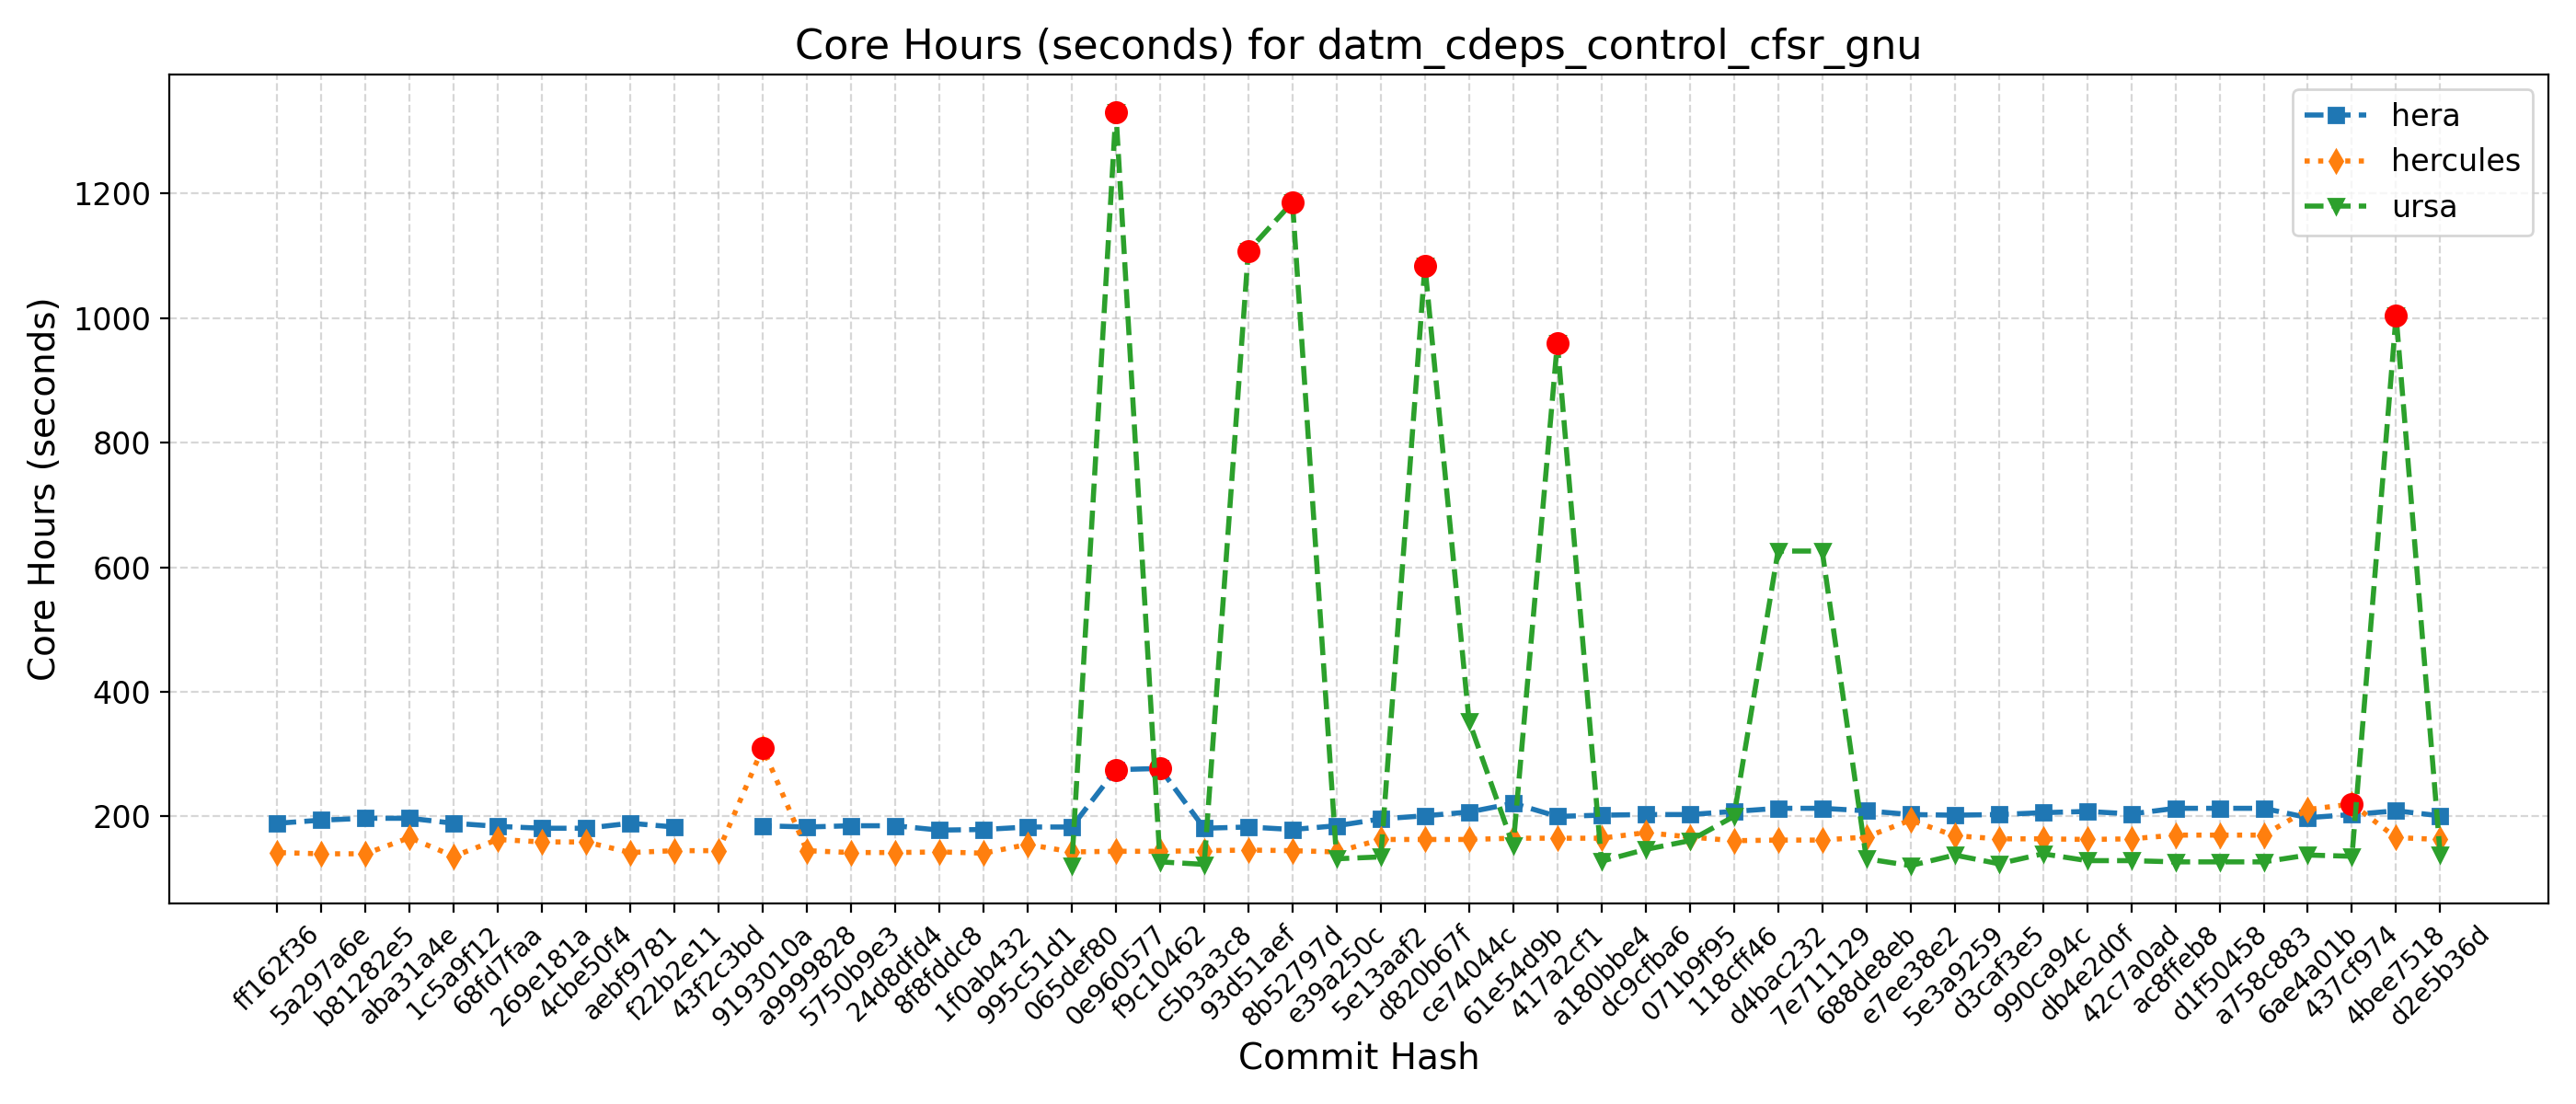 Core Hours (seconds) for datm_cdeps_control_cfsr_gnu
hera
hercules
ursa
Core Hours (seconds)
1200
1000
800
600
400
200
ff162f36
5a297a6e
b81282e5
aba31a4e
1c5a9f12
68fd7faa
269e181a
4cbe50f4
aebf9781
f22b2e11
43f2c3bd
9193010a
a9999828
5750b9e3
24d8dfd4
8f8fddc8
1f0ab432
995c51d1
065def80
0e960577
f9c10462
c5b3a3c8
93d51aef
8b52797d
e39a250c
5e13aaf2
d820b67f
ce74044c
61e54d9b
417a2cf1
a180bbe4
dc9cfba6
071b9f95
118cff46
d4bac232
7e711129
688de8eb
e7ee38e2
5e3a9259
d3caf3e5
990ca94c
db4e2d0f
42c7a0ad
ac8ffeb8
d1f50458
a758c883
6ae4a01b
437cf974
4bee7518
d2e5b36d
Commit Hash